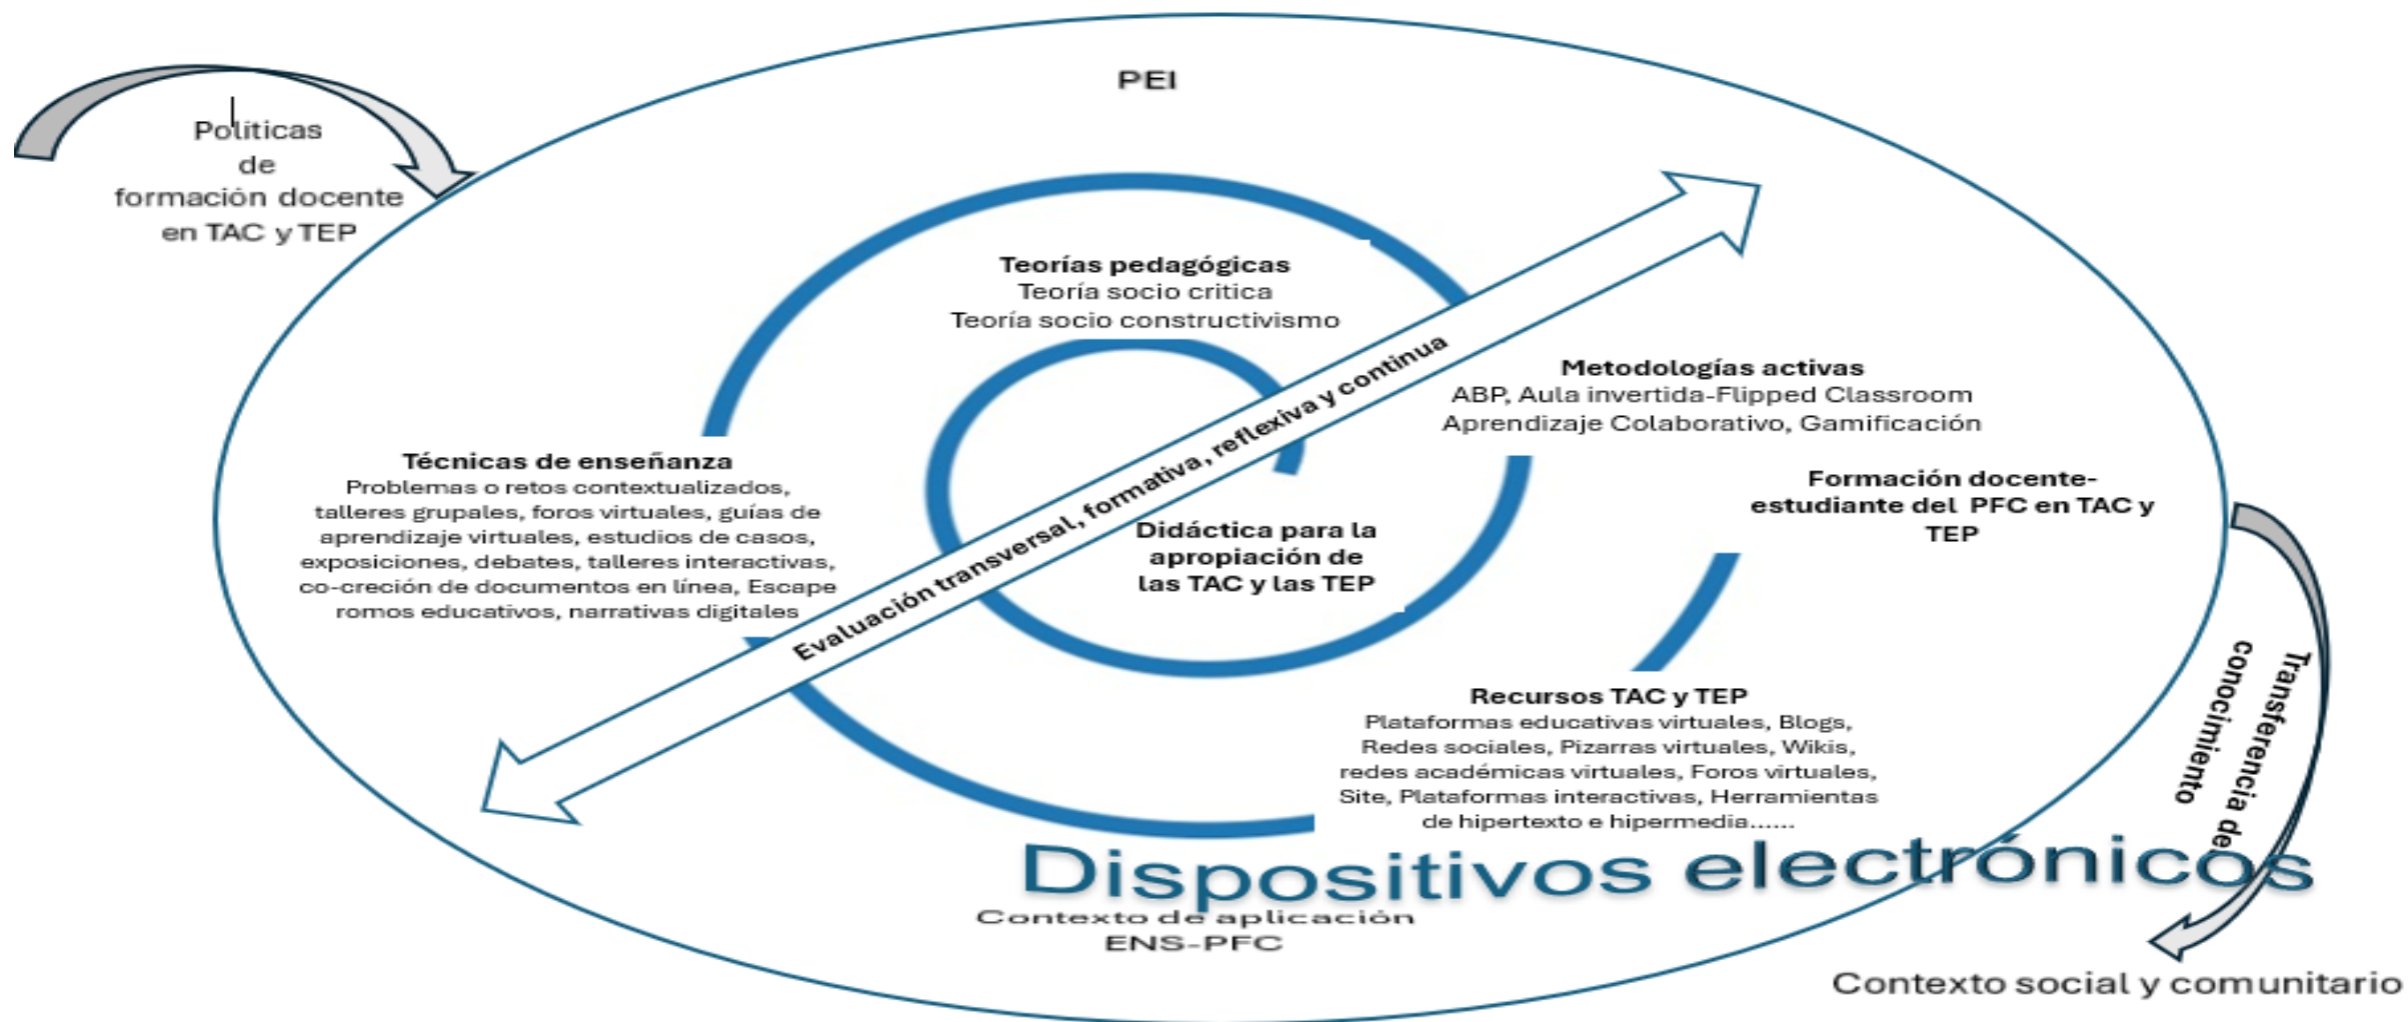 PEI
Políticas
de
formación docente
en TAC y TEP
Teorías pedagógicas
Teoría socio critica
Teoría socio constructivismo
Evaluación transversal, formativa, reflexiva y continua
Metodologías activas
ABP, Aula invertida-Flipped Classroom
Aprendizaje Colaborativo, Gamificación
Técnicas de enseñanza
Problemas o retos contextualizados,
talleres grupales, foros virtuales, guías de
aprendizaje virtuales, estudios de casos,
exposiciones, debates, talleres interactivas,
co-creción de documentos en línea, Escape
romos educativos, narrativas digitales
Formación docente-
estudiante del PFC en TAC y
TEP
Didáctica para la
apropiación de
las TAC y las TEP
Recursos TAC y TEP
Plataformas educativas virtuales, Blogs,
Redes sociales, Pizarras virtuales, Wikis,
redes académicas virtuales, Foros virtuales,
Site, Plataformas interactivas, Herramientas
de hipertexto e hipermedia......
Transferencia de
conocimiento
Dispositivos electrónicos
Contexto de aplicación
ENS-PFC
Contexto social y comunitario